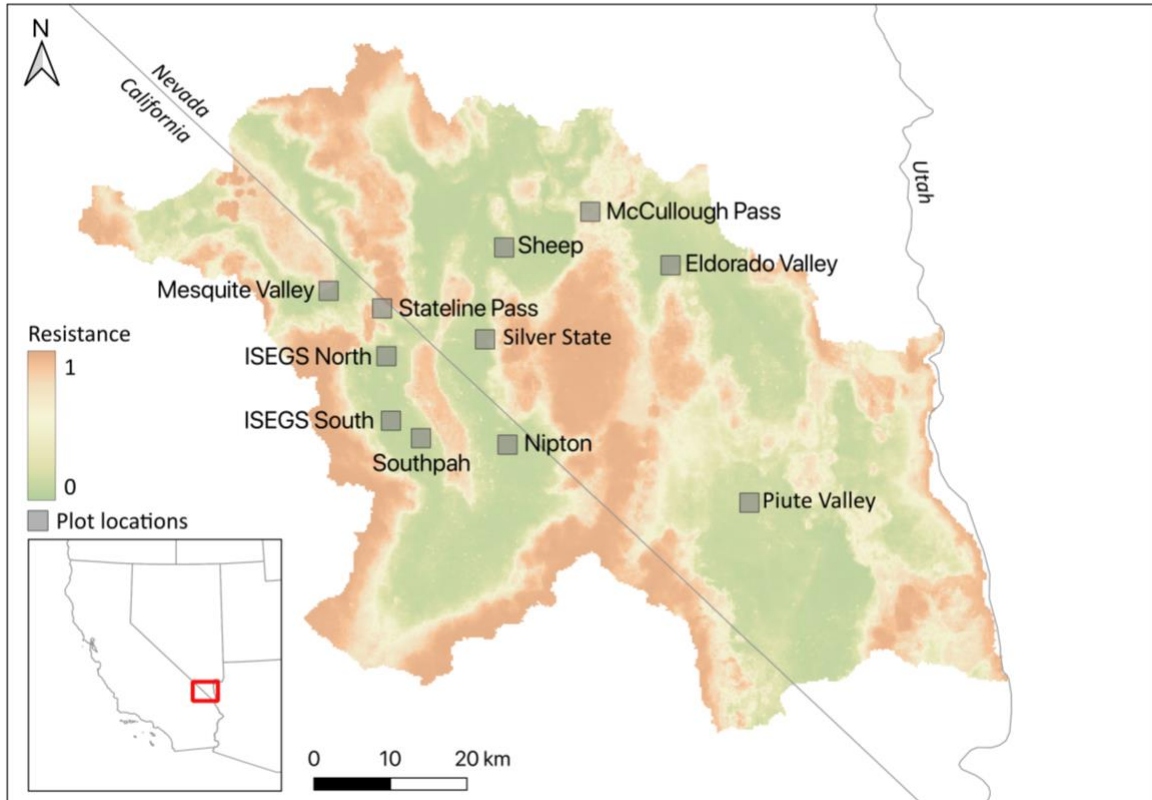 N
Nevada
California
Utah
McCullough Pass
Sheep
Eldorado Valley
Mesquite Valley
Stateline Pass
Silver State
Resistance
1
0
ISEGS North
ISEGS South
Southpah
Nipton
Piute Valley
Plot locations
0 10 20 km